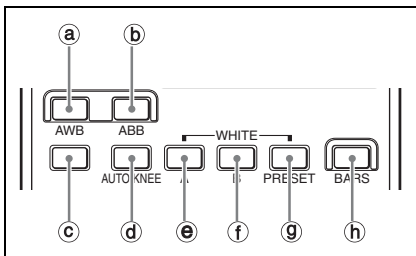 ⓐ ⓑ
AWB ABB
WHITE
AUTO KNEE A B PRESET BARS
ⓒ ⓓ ⓔ ⓕ ⓖ ⓗ